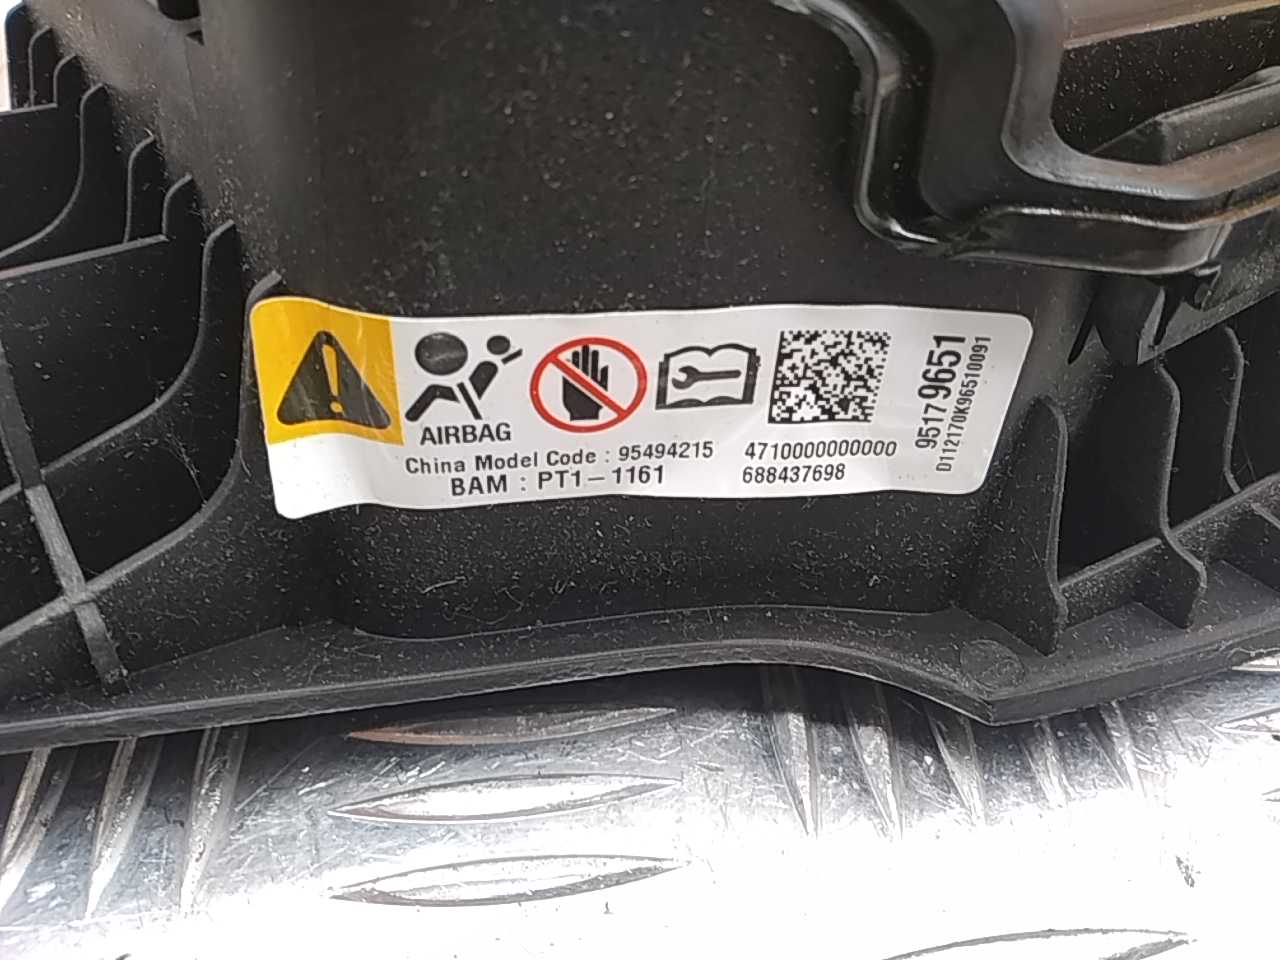 AIRBAG
China Model Code : 95494215
BAM : PT1-1161
4710000000000
688437698
95179651
D112170K96510091